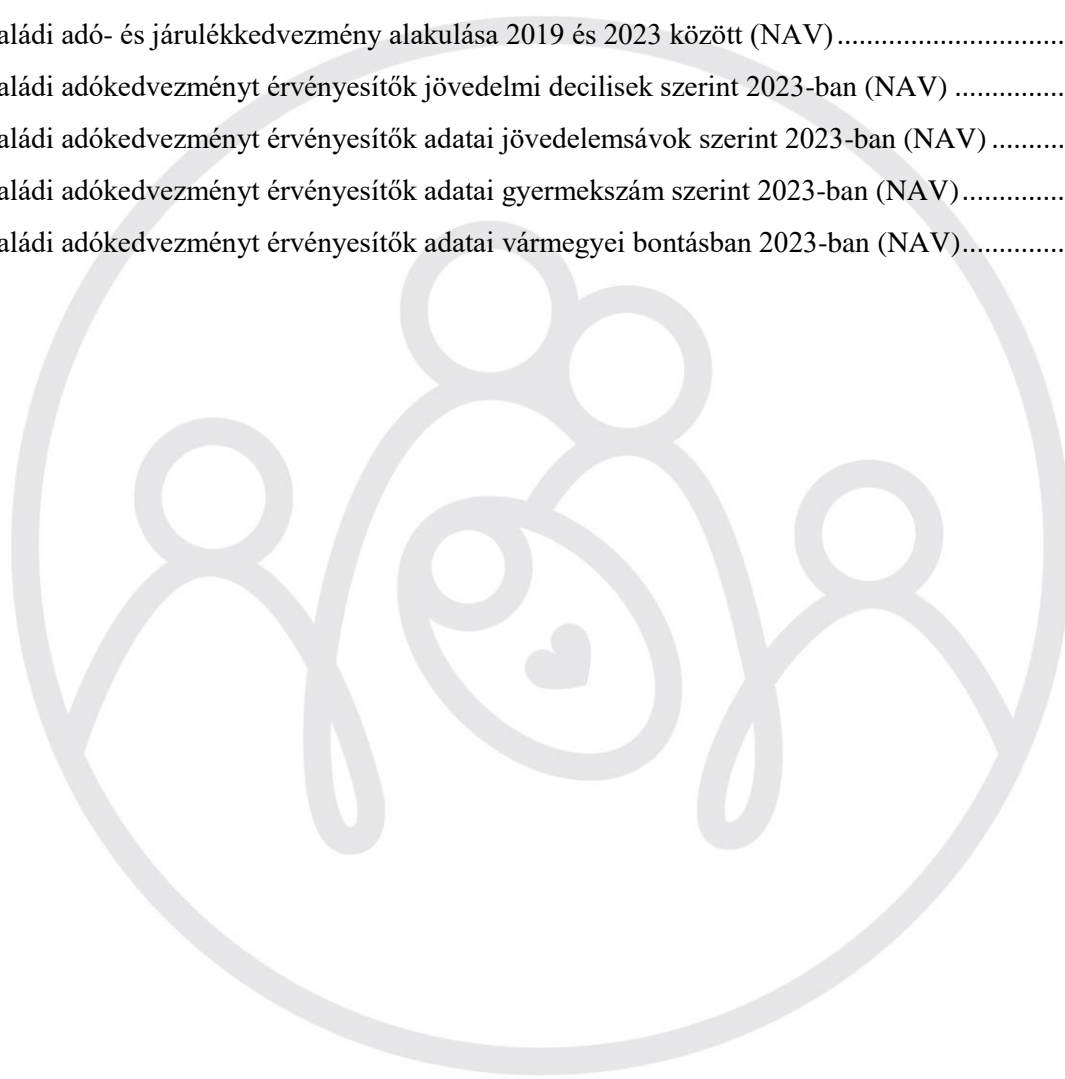 aládi adó- és járulékkedvezmény alakulása 2019 és 2023 között (NAV)..............................
aládi adókedvezményt érvényesítők jövedelmi decilisek szerint 2023-ban (NAV) ...............
aládi adókedvezményt érvényesítők adatai jövedelemsávok szerint 2023-ban (NAV) ..........
aládi adókedvezményt érvényesítők adatai gyermekszám szerint 2023-ban (NAV)..............
aládi adókedvezményt érvényesítők adatai vármegyei bontásban 2023-ban (NAV)..............